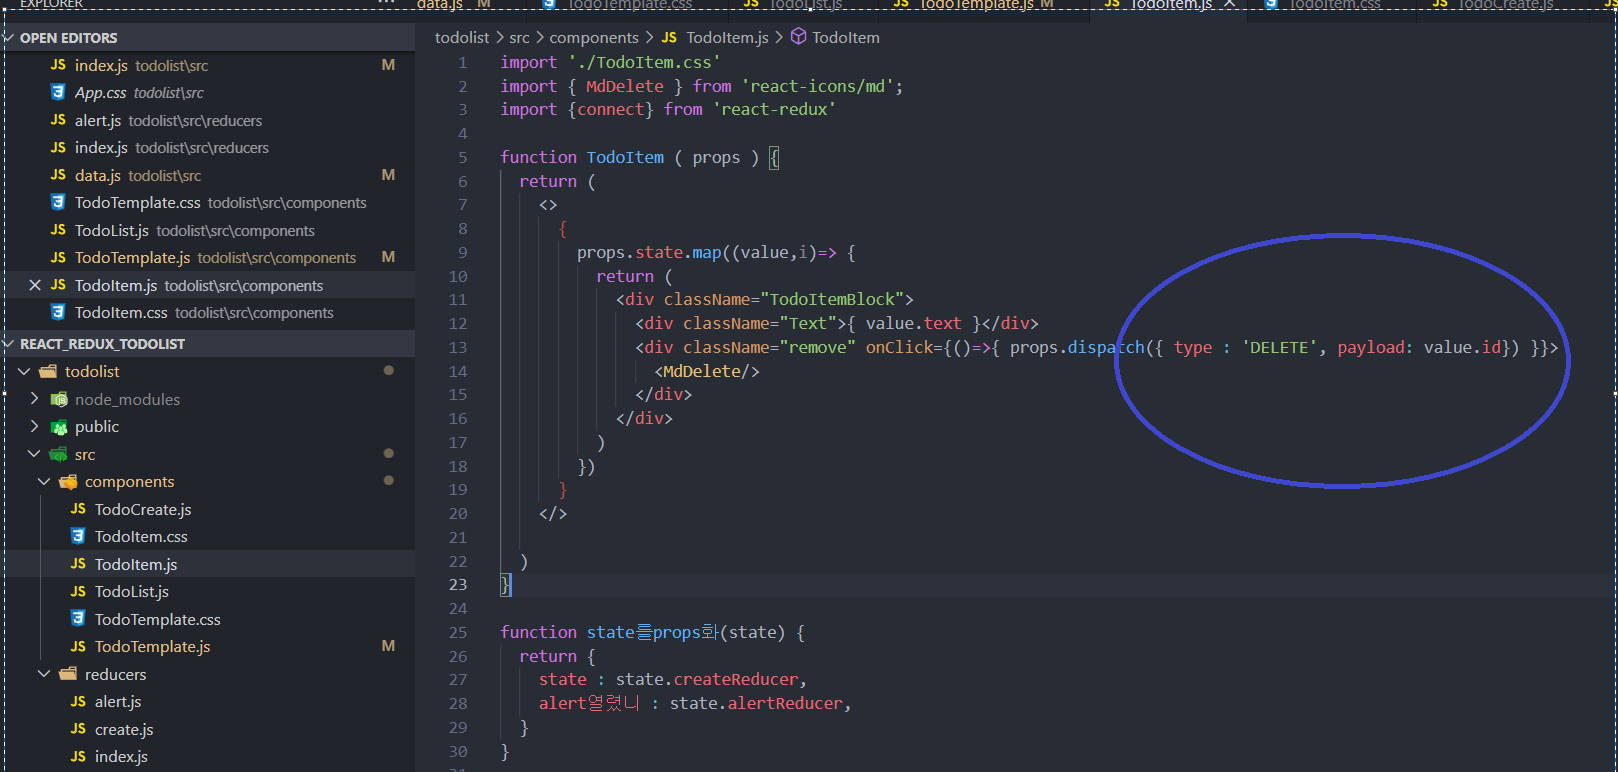 EXPLORER ···
data.js M TodoTemplate.css TodoList.js TodoTemplate.js M TodoItem.js TodoItem.css TodoCreate.js
OPEN EDITORS
JS index.js todolist\src M
App.css todolist\src
JS alert.js todolist\src\reducers
JS index.js todolist\src\reducers
JS data.js todolist\src M
TodoTemplate.css todolist\src\components
JS TodoList.js todolist\src\components
JS TodoTemplate.js todolist\src\components M
JS TodoItem.js todolist\src\components
TodoItem.css todolist\src\components
REACT_REDUX_TODOLIST
todolist
node_modules
public
src
components
JS TodoCreate.js
TodoItem.css
JS TodoItem.js
JS TodoList.js
TodoTemplate.css
JS TodoTemplate.js M
reducers
JS alert.js
JS create.js
JS index.js
todolist > src > components > JS TodoItem.js > TodoItem
1 import './TodoItem.css'
2 import { MdDelete } from 'react-icons/md';
3 import {connect} from 'react-redux'
4
5 function TodoItem ( props ) {
6 return (
7 <>
8 {
9 props.state.map((value,i)=> {
10 return (
11 <div className="TodoItemBlock">
12 <div className="Text">{ value.text }</div>
13 <div className="remove" onClick={()=>{ props.dispatch({ type : 'DELETE', payload: value.id}) }}>
14 <MdDelete/>
15 </div>
16 </div>
17 )
18 })
19 }
20 </>
21
22 )
23 }
24
25 function state를props화(state) {
26 return {
27 state : state.createReducer,
28 alert열렸니 : state.alertReducer,
29 }
30 }